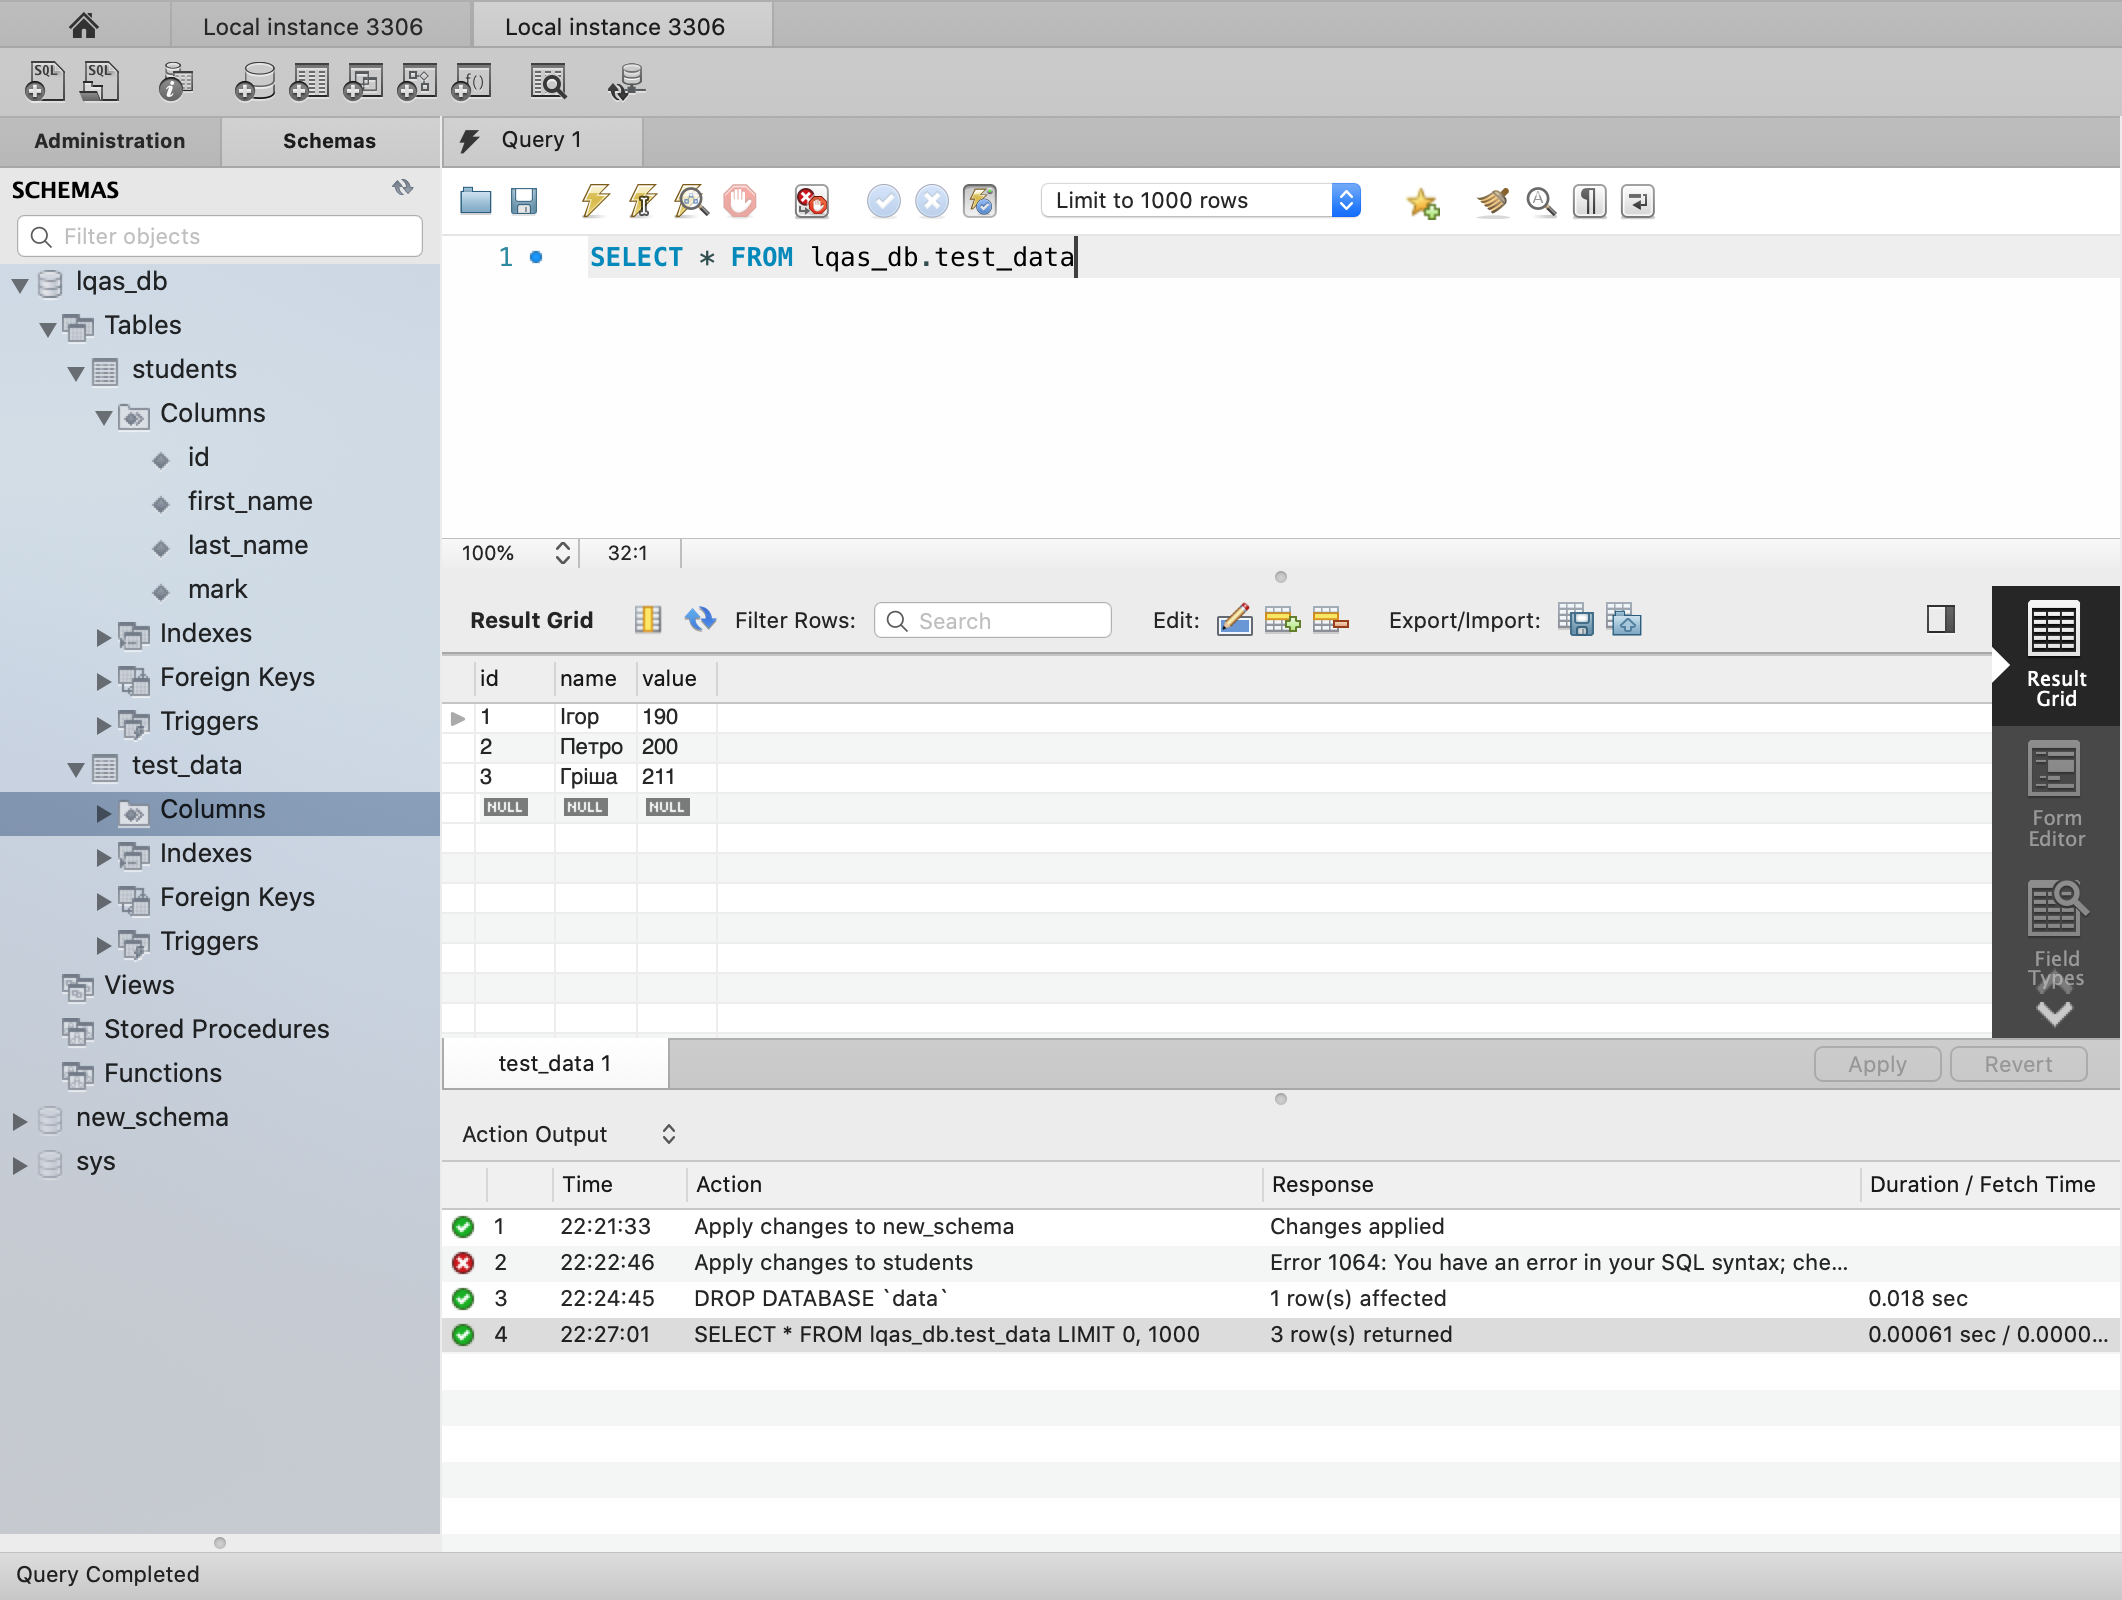 Local instance 3306
Local instance 3306
SQL
SQL
Administration
Schemas
Query 1
SCHEMAS
Filter objects
lqas_db
Tables
students
Columns
id
first_name
last_name
mark
Indexes
Foreign Keys
Triggers
test_data
Columns
Indexes
Foreign Keys
Triggers
Views
Stored Procedures
Functions
new_schema
sys
Limit to 1000 rows
1 SELECT * FROM lqas_db.test_data
100% 32:1
Result Grid Filter Rows: Search Edit: Export/Import:
id name value
1 Ігор 190
2 Петро 200
3 Гріша 211
NULL NULL NULL
Result
Grid
Form
Editor
Field
Types
test_data 1
Apply Revert
Action Output
Time Action Response Duration / Fetch Time
1 22:21:33 Apply changes to new_schema Changes applied
2 22:22:46 Apply changes to students Error 1064: You have an error in your SQL syntax; che...
3 22:24:45 DROP DATABASE `data` 1 row(s) affected 0.018 sec
4 22:27:01 SELECT * FROM lqas_db.test_data LIMIT 0, 1000 3 row(s) returned 0.00061 sec / 0.0000...
Query Completed